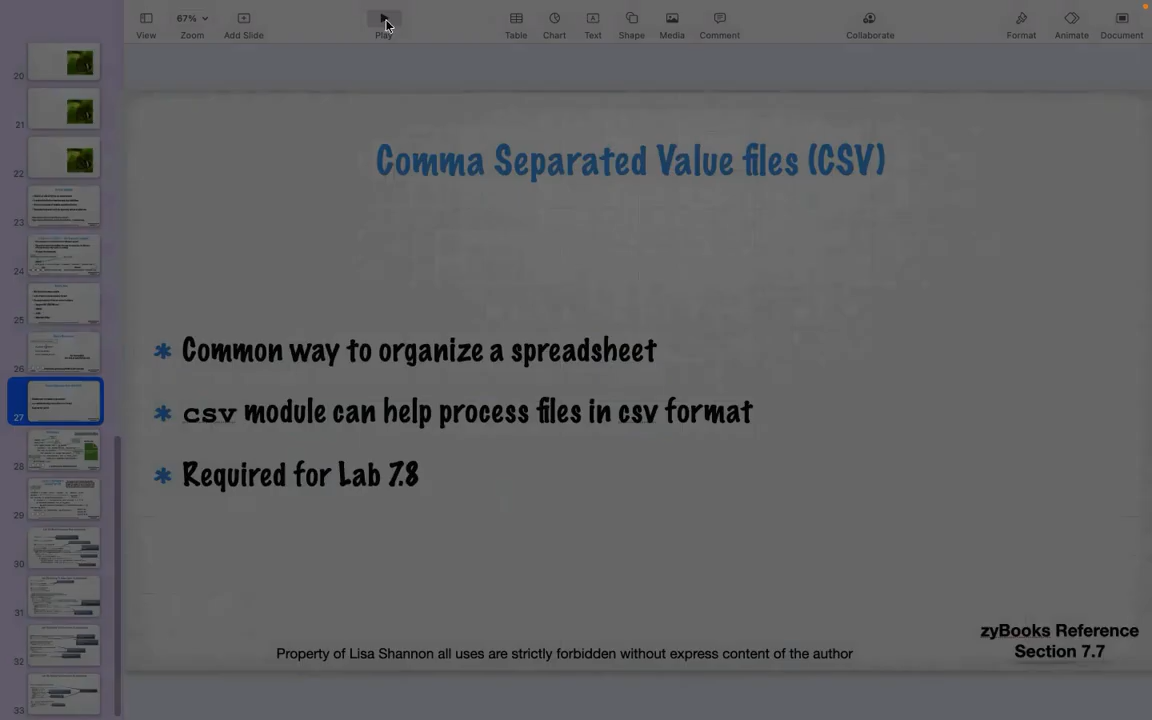 67%
View
Zoom
Add Slide
Play
Table
Chart
Text
Shape
Media
Comment
Collaborate
Format
Animate
Document
20
21
22
23
24
25
26
27
28
29
30
31
32
33
Comma Separated Value files (CSV)
Common way to organize a spreadsheet
csv module can help process files in csv format
Required for Lab 7.8
zyBooks Reference
Section 7.7
Property of Lisa Shannon all uses are strictly forbidden without express content of the author